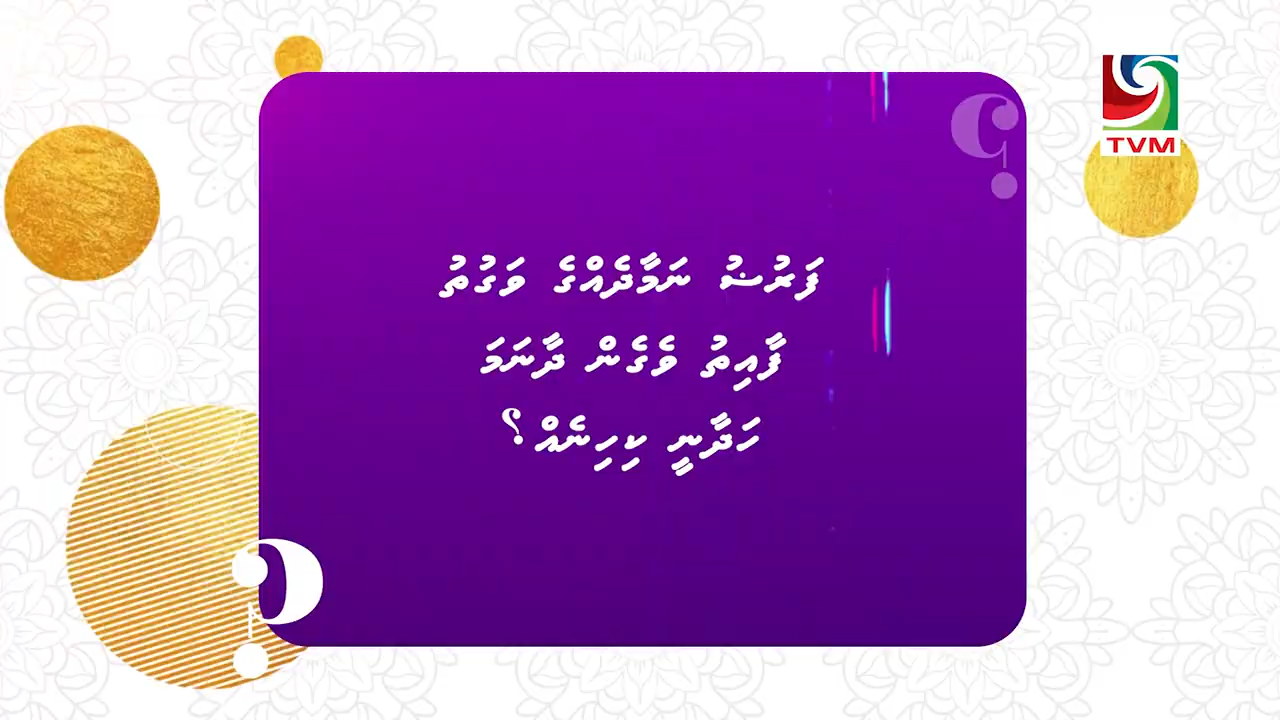 ފަރުޟު ނަމާދެއްގެ ވަގުތު
ފާއިތު ވެގެން ދާނަމަ
ހަދާނީ ކިހިނެއް؟
TVM